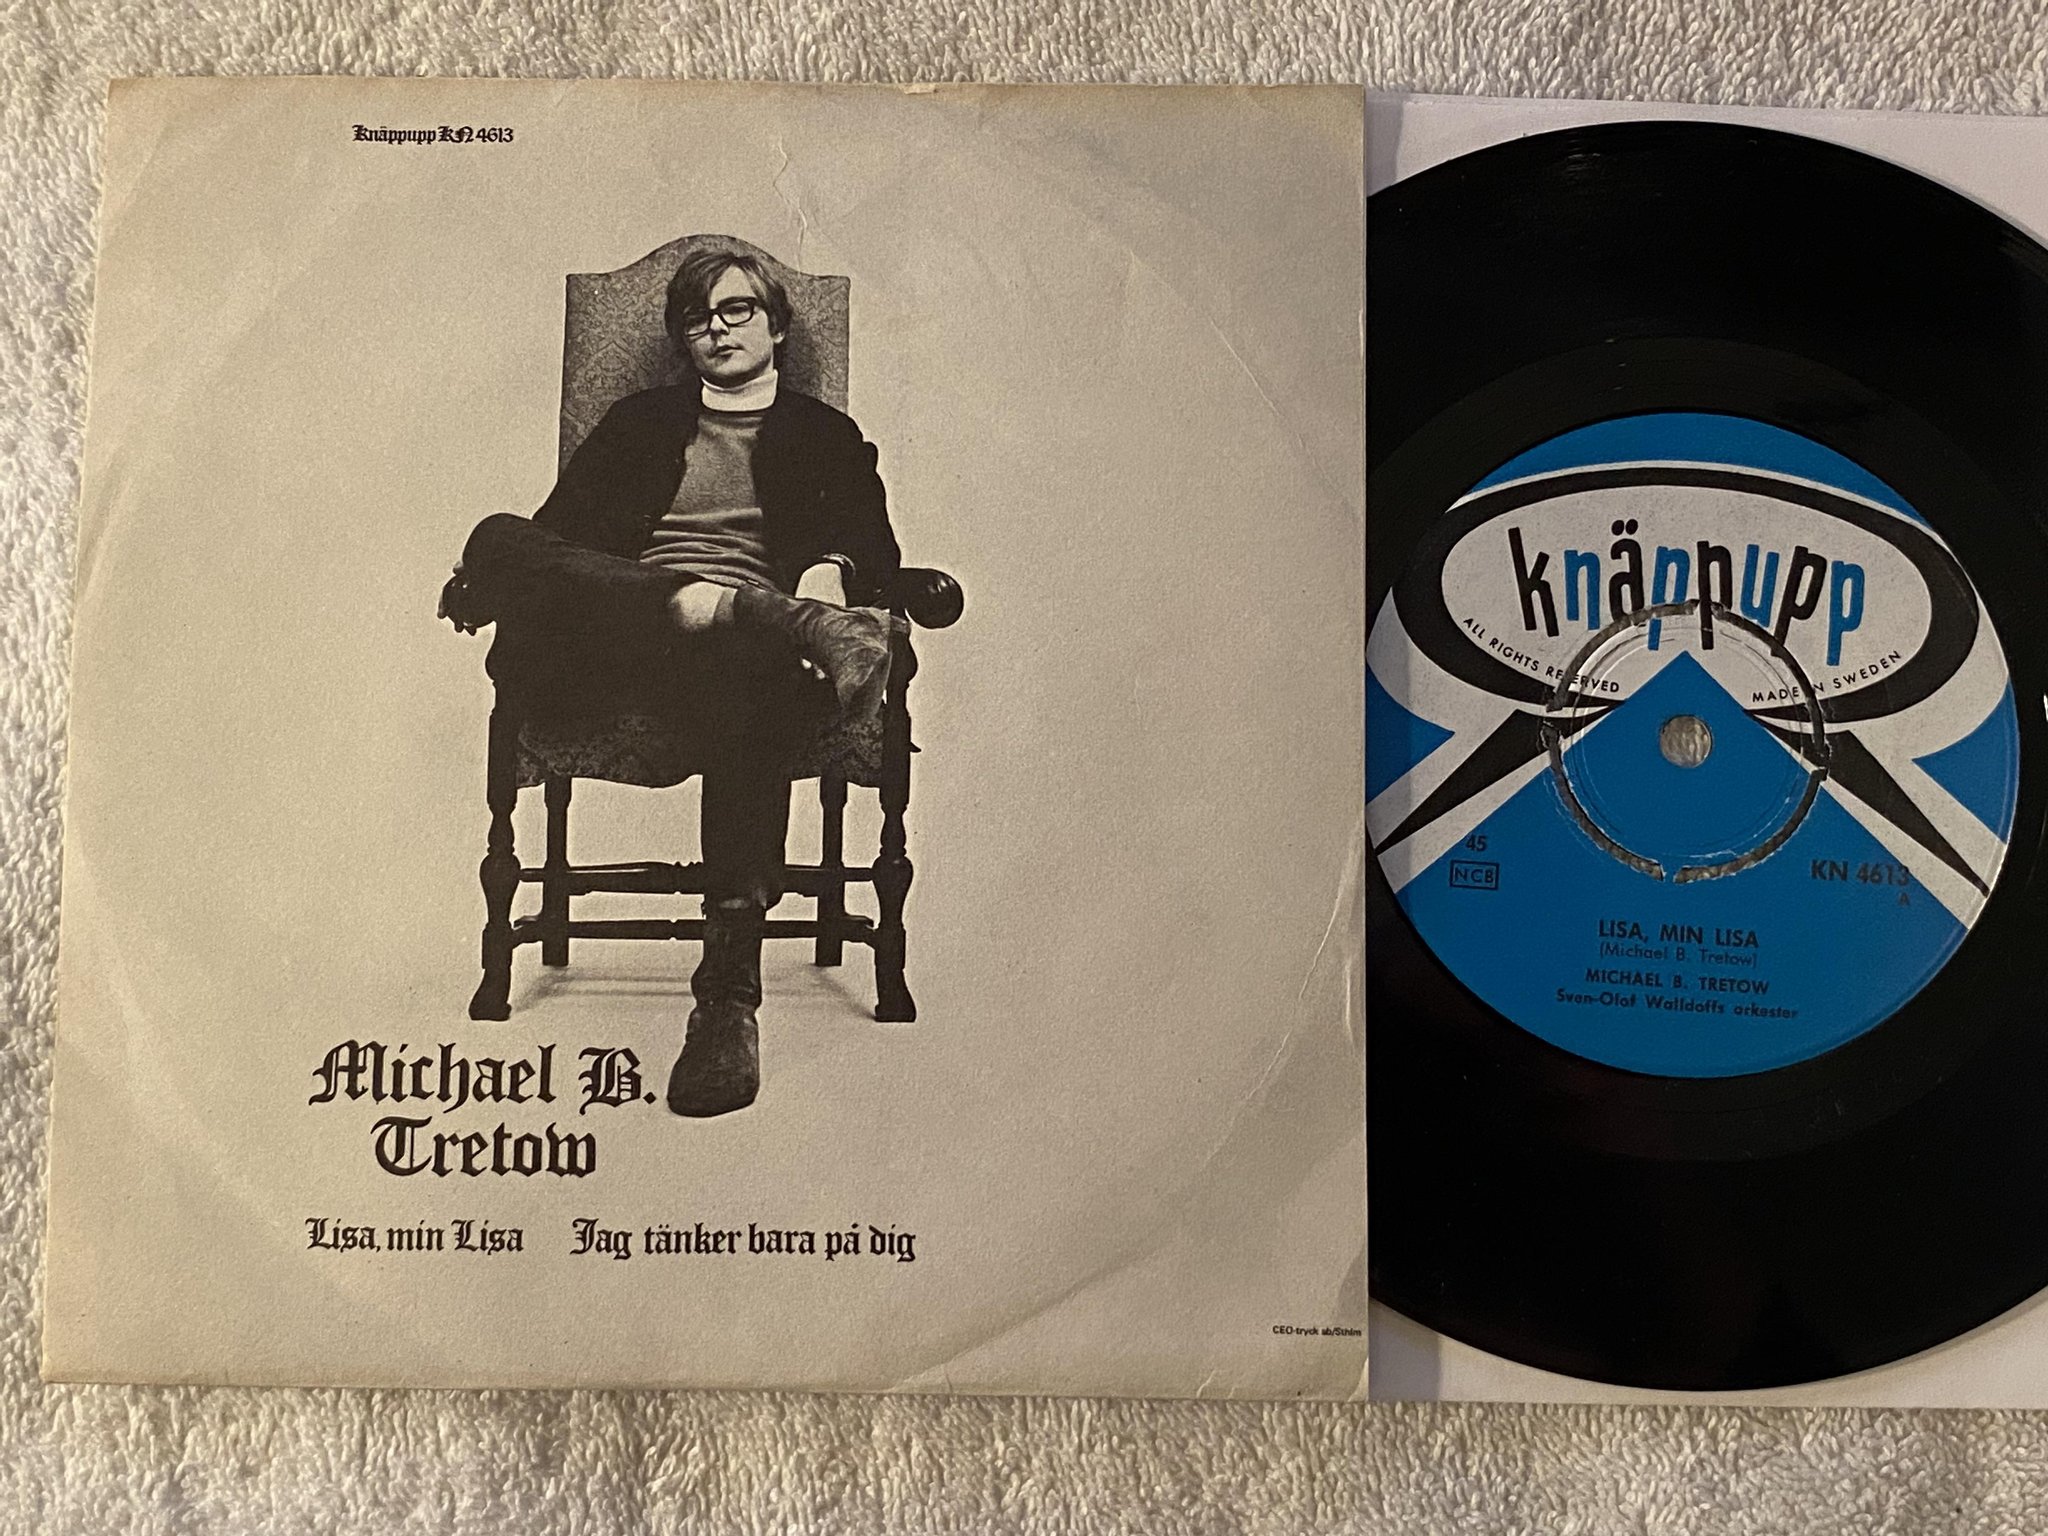 Knäppupp KN 4613
Michael B.
Tretow
Lisa, min Lisa    Jag tänker bara på dig
CEO-tryck ab/Sthlm
knäppupp
ALL RIGHTS RESERVED
MADE IN SWEDEN
45
NCB
KN 4613
A
LISA, MIN LISA
(Michael B. Tretow)
MICHAEL B. TRETOW
Sven-Olof Walldoffs orkester